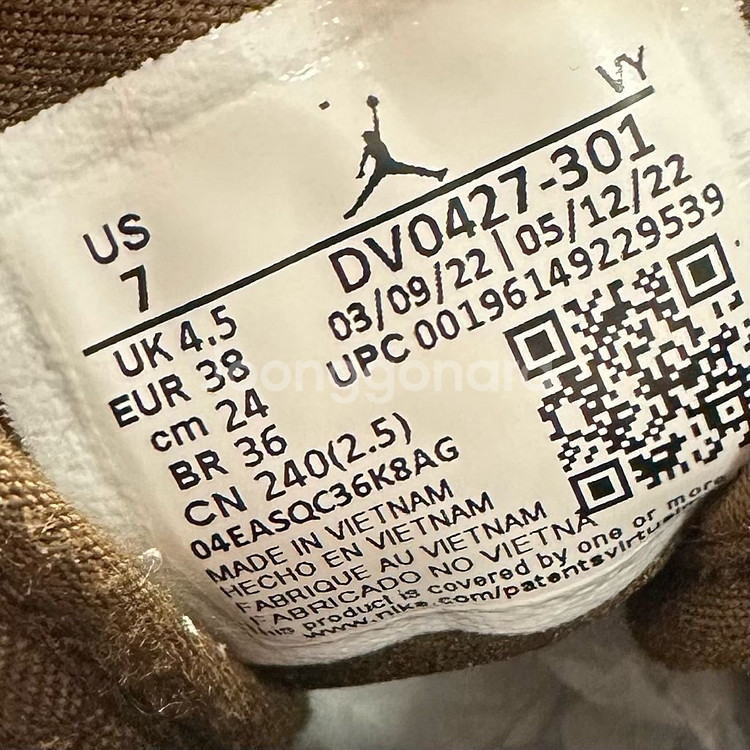 VY
US
7
DV0427-301
03/09/22 | 05/12/22
UPC 00196149229539
UK 4.5
EUR 38
cm 24
BR 36
CN 240(2.5)
04EASQC36K8AG
MADE IN VIETNAM
HECHO EN VIETNAM
FABRIQUE AU VIETNAM
FABRICADO NO VIETNA
This product is covered by one or more
www.nike.com/patentsvirtual
joonggonara